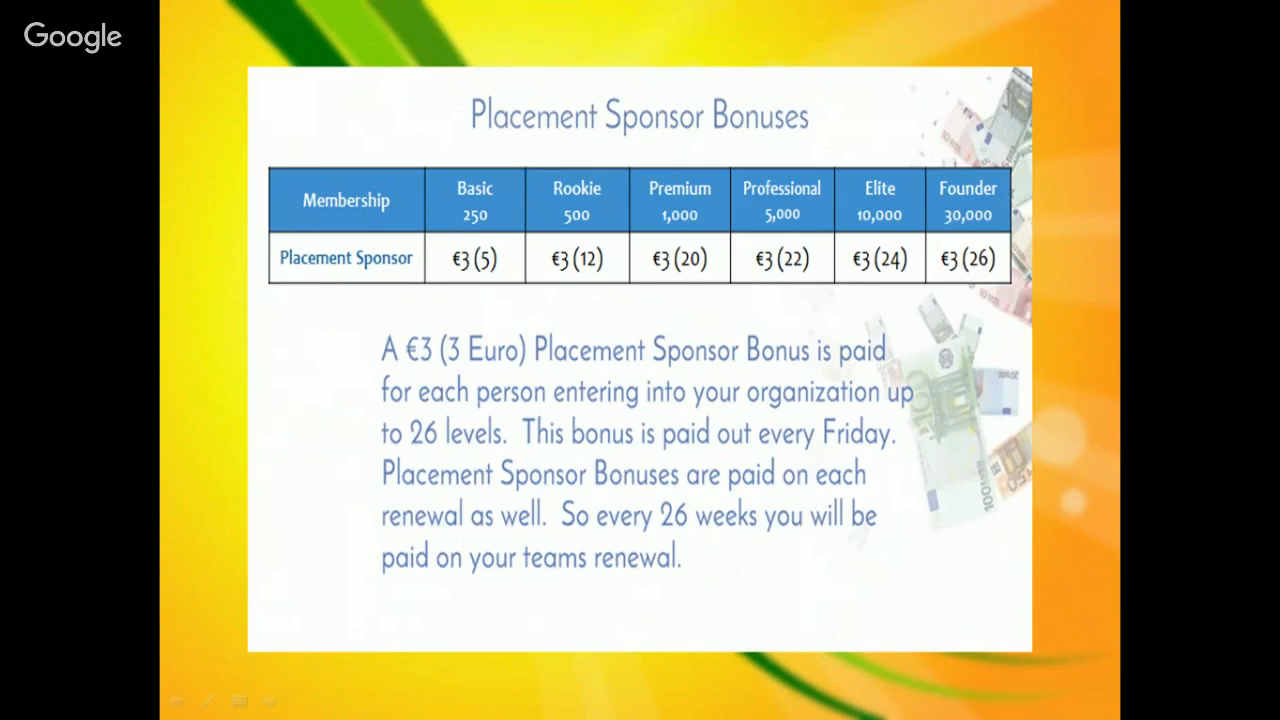 Google
Placement Sponsor Bonuses
Membership Basic 250 Rookie 500 Premium 1,000 Professional 5,000 Elite 10,000 Founder 30,000
Placement Sponsor €3 (5) €3 (12) €3 (20) €3 (22) €3 (24) €3 (26)
A €3 (3 Euro) Placement Sponsor Bonus is paid
for each person entering into your organization up
to 26 levels. This bonus is paid out every Friday.
Placement Sponsor Bonuses are paid on each
renewal as well. So every 26 weeks you will be
paid on your teams renewal.